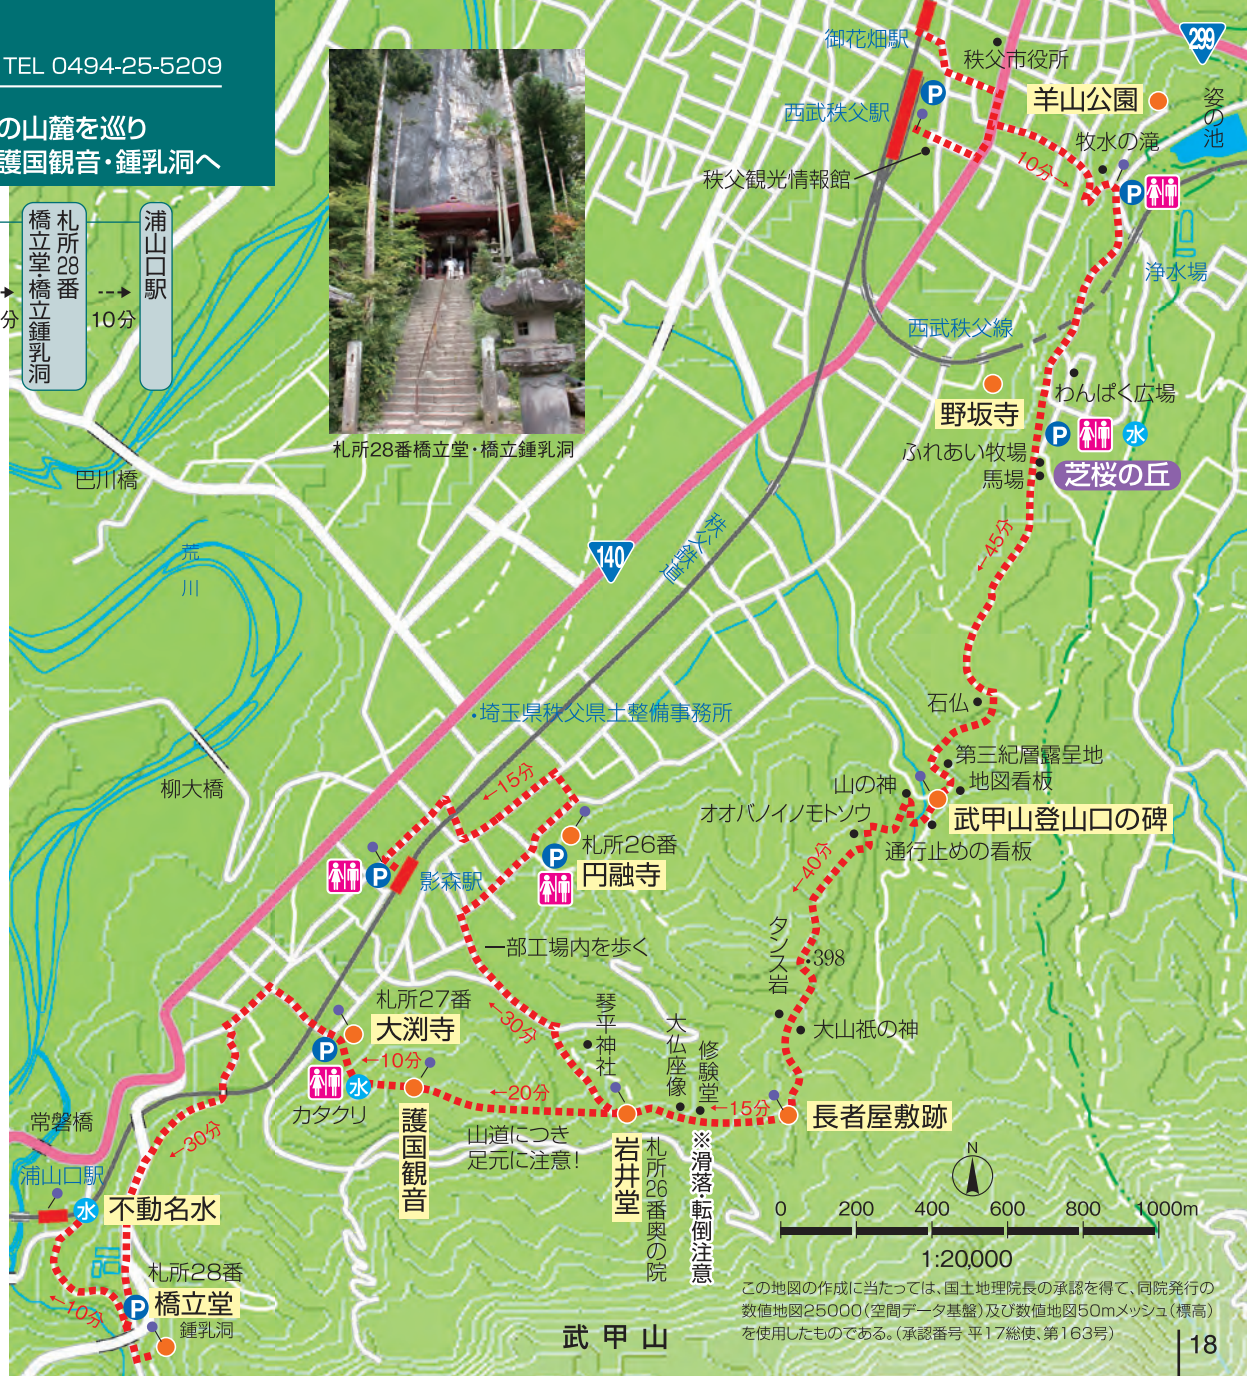 TEL 0494-25-5209
の山麓を巡り
護国観音・鍾乳洞へ
分
札所28番
橋立堂・橋立鍾乳洞
10分
浦山口駅
札所28番橋立堂・橋立鍾乳洞
御花畑駅
秩父市役所
299
西武秩父駅
P
羊山公園
姿の池
牧水の滝
秩父観光情報館
10分→
P
浄水場
西武秩父線
わんぱく広場
野坂寺
P
水
ふれあい牧場
馬場
芝桜の丘
巴川橋
荒川
140
秩父鉄道
←45分
石仏
・埼玉県秩父県土整備事務所
第三紀層露呈地
地図看板
山の神
オオバノイノモトソウ
武甲山登山口の碑
通行止めの看板
柳大橋
←15分
札所26番
円融寺
P
P
影森駅
←40分
一部工場内を歩く
タンス岩
・398
大山祇の神
札所27番
大渕寺
P
水
カタクリ
←10分
←30分
琴平神社
大仏座像
修験堂
←20分
←15分
長者屋敷跡
護国観音
山道につき
足元に注意!
岩井堂
札所26番奥の院
※滑落・転倒注意
常磐橋
←30分
浦山口駅
水
不動名水
札所28番
橋立堂
P
鍾乳洞
←10分
武甲山
N
0 200 400 600 800 1000m
1:20,000
この地図の作成に当たっては、国土地理院長の承認を得て、同院発行の
数値地図25000(空間データ基盤)及び数値地図50mメッシュ(標高)
を使用したものである。(承認番号 平17総使、第163号)
18